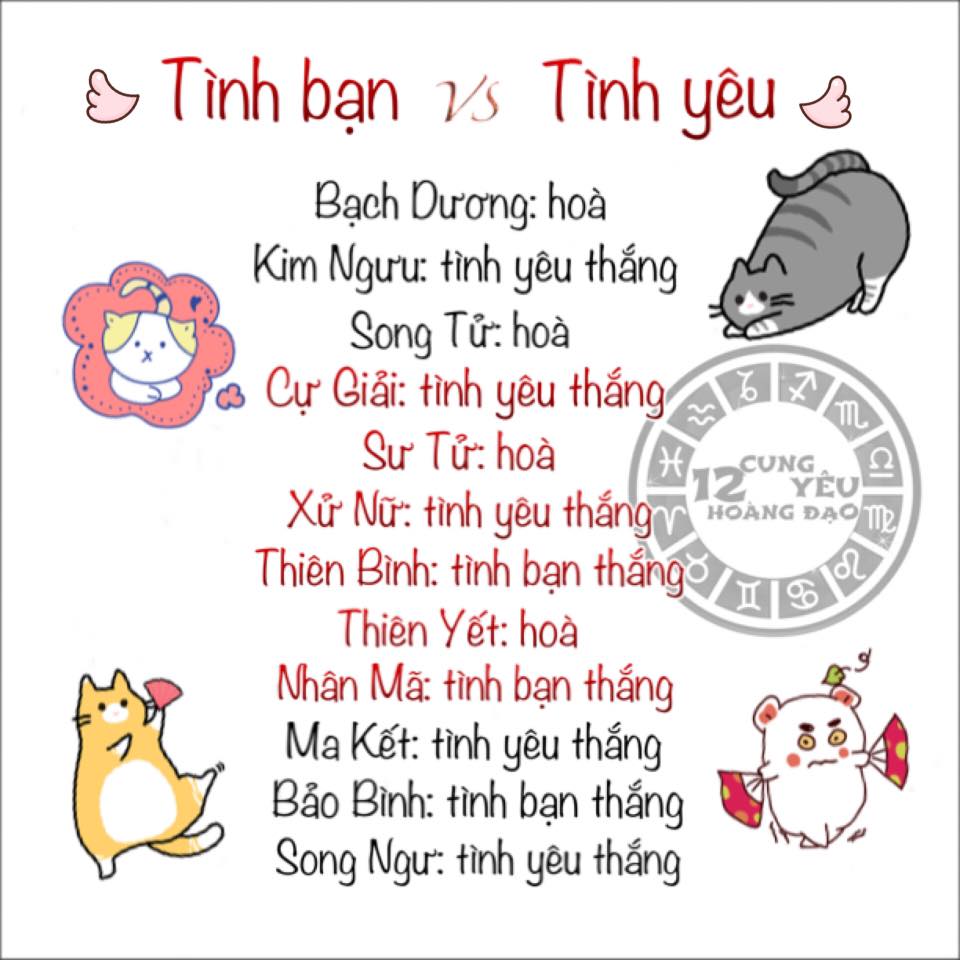 Tình bạn vs Tình yêu
Bạch Dương: hoà
Kim Ngưu: tình yêu thắng
Song Tử: hoà
Cự Giải: tình yêu thắng
Sư Tử: hoà
Xử Nữ: tình yêu thắng
Thiên Bình: tình bạn thắng
Thiên Yết: hoà
Nhân Mã: tình bạn thắng
Ma Kết: tình yêu thắng
Bảo Bình: tình bạn thắng
Song Ngư: tình yêu thắng
12 CUNG YÊU
HOÀNG ĐẠO